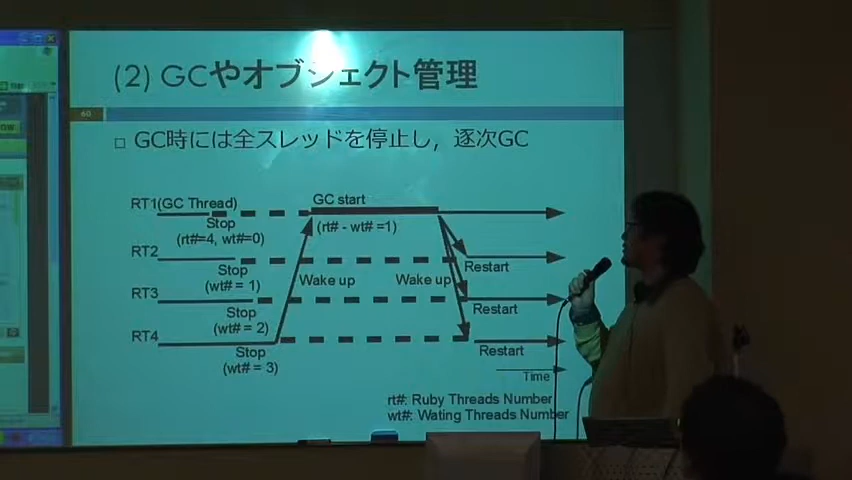 (2) GCやオブジェクト管理
60
□ GC時には全スレッドを停止し，逐次GC
RT1(GC Thread)
GC start
Stop
(rt#=4, wt#=0)
(rt# - wt# =1)
RT2
Stop
(wt# = 1)
Restart
Wake up
Wake up
RT3
Stop
(wt# = 2)
Restart
RT4
Stop
(wt# = 3)
Restart
Time
rt#: Ruby Threads Number
wt#: Wating Threads Number